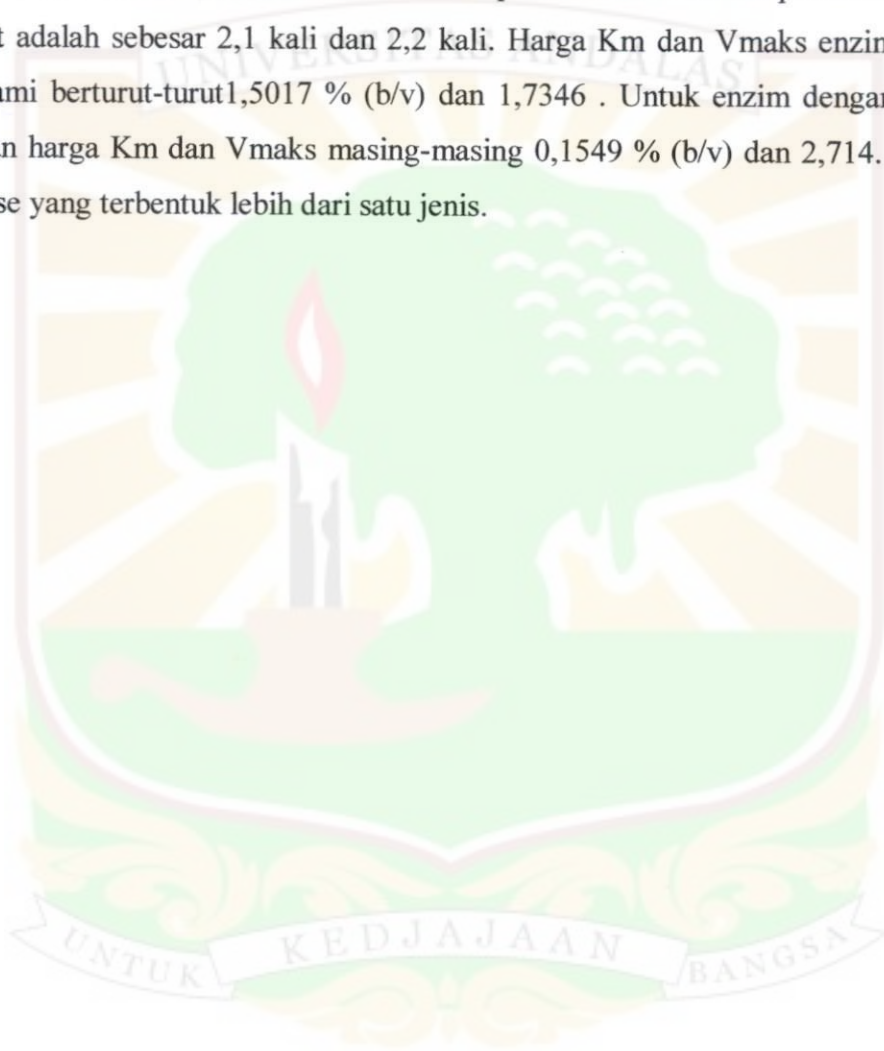 t adalah sebesar 2,1 kali dan 2,2 kali. Harga Km dan Vmaks enzim
UNIVERSITAS ANDALAS
ami berturut-turut1,5017 % (b/v) dan 1,7346 . Untuk enzim dengan
n harga Km dan Vmaks masing-masing 0,1549 % (b/v) dan 2,714.
se yang terbentuk lebih dari satu jenis.
UNTUK KEDJAJAAN BANGSA